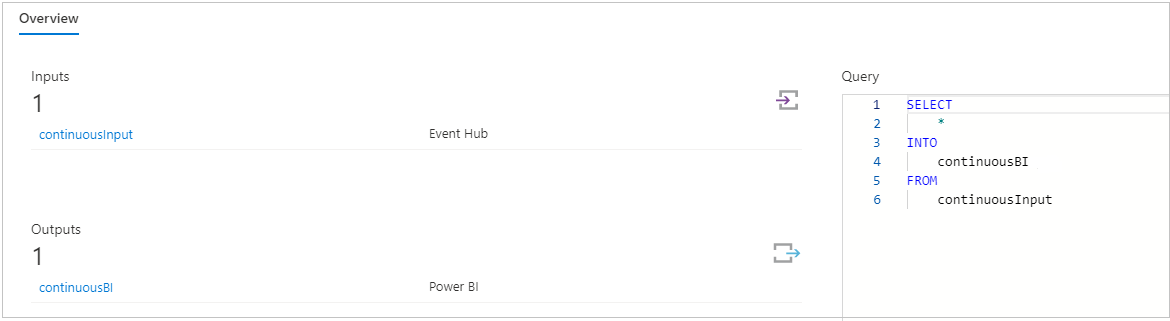 Overview
Inputs
1
continuousInput Event Hub
Outputs
1
continuousBI Power BI
Query
1 SELECT
2 *
3 INTO
4 continuousBI
5 FROM
6 continuousInput